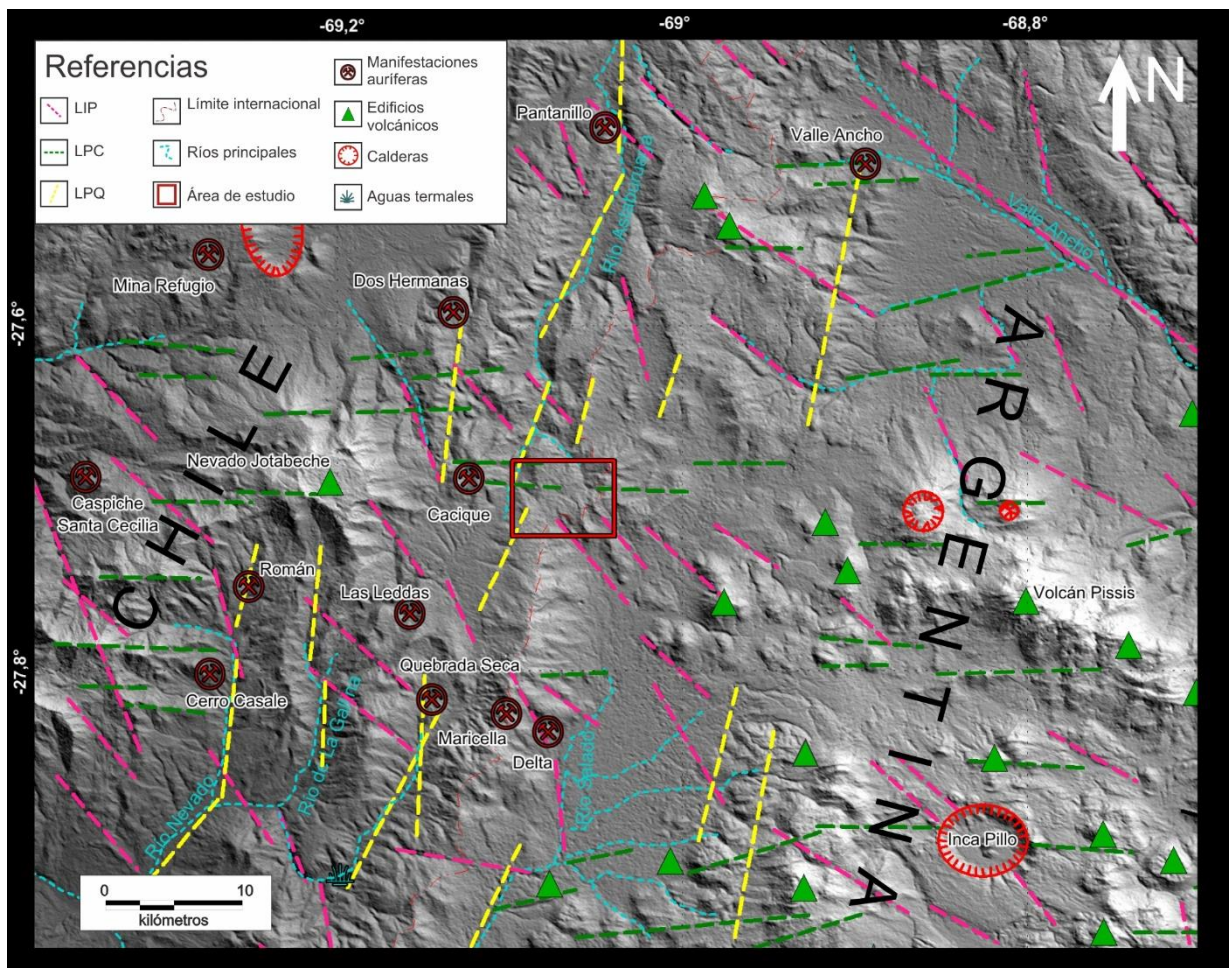 -69,2°
-69°
-68,8°
Referencias
LIP
LPC
LPQ
Límite internacional
Ríos principales
Área de estudio
Manifestaciones
auríferas
Edificios
volcánicos
Calderas
Aguas termales
N
Pantanillo
Valle Ancho
Valle Ancho
Mina Refugio
Dos Hermanas
-27,6°
CHILE
ARGENTINA
Nevado Jotabeche
Caspiche
Santa Cecilia
Cacique
Román
Las Leddas
Volcán Pissis
-27,8°
Quebrada Seca
Cerro Casale
Maricella
Delta
Río Nevado
Río de La Gallina
Río Salado
Inca Pillo
0 10
kilómetros